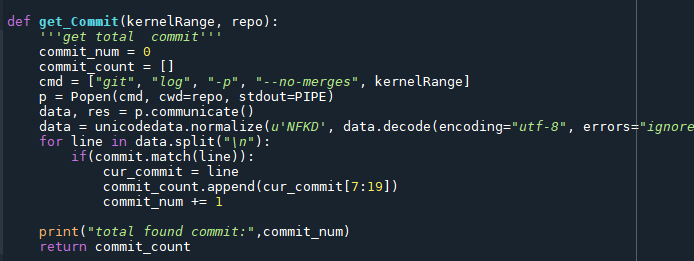 def get_Commit(kernelRange, repo):
    '''get total  commit'''
    commit_num = 0
    commit_count = []
    cmd = ["git", "log", "-p", "--no-merges", kernelRange]
    p = Popen(cmd, cwd=repo, stdout=PIPE)
    data, res = p.communicate()
    data = unicodedata.normalize(u'NFKD', data.decode(encoding="utf-8", errors="ignore
    for line in data.split("\n"):
        if(commit.match(line)):
            cur_commit = line
            commit_count.append(cur_commit[7:19])
            commit_num += 1

    print("total found commit:",commit_num)
    return commit_count